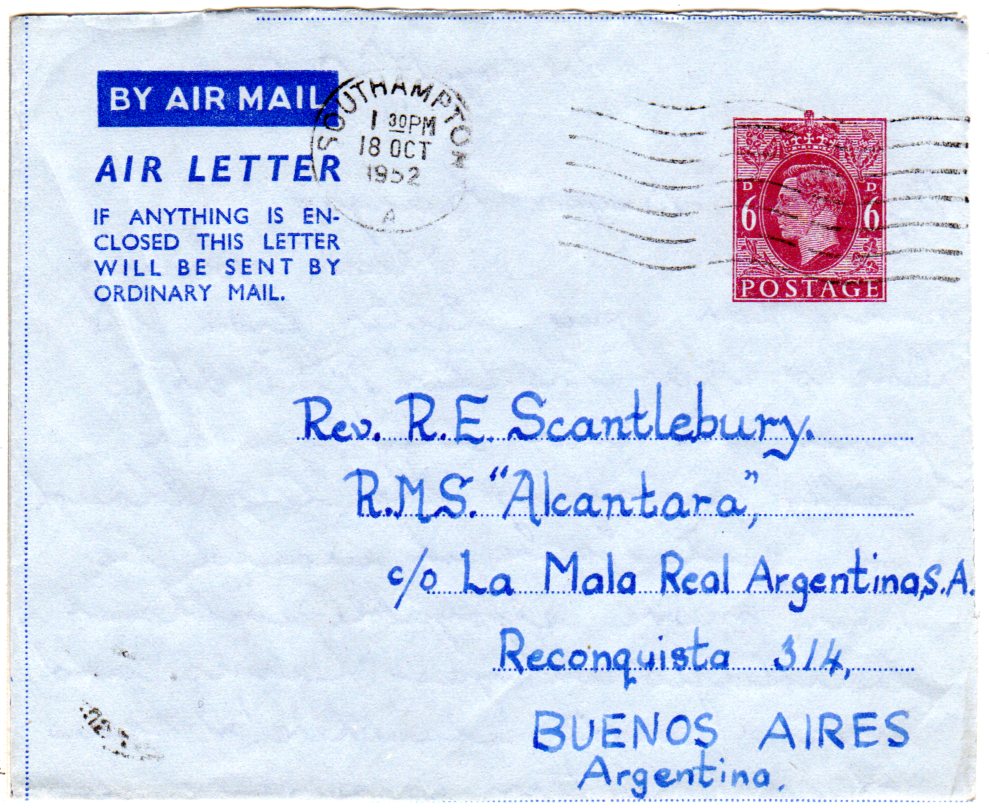 BY AIR MAIL
AIR LETTER
IF ANYTHING IS EN-
CLOSED THIS LETTER
WILL BE SENT BY
ORDINARY MAIL.
SOUTHAMPTON
1 30PM
18 OCT
1952
A
D D
6 6
POSTAGE
Rev. R.E. Scantlebury.
R.M.S. "Alcantara",
c/o La Mala Real Argentina, S.A.
Reconquista 314,
BUENOS AIRES
Argentina.